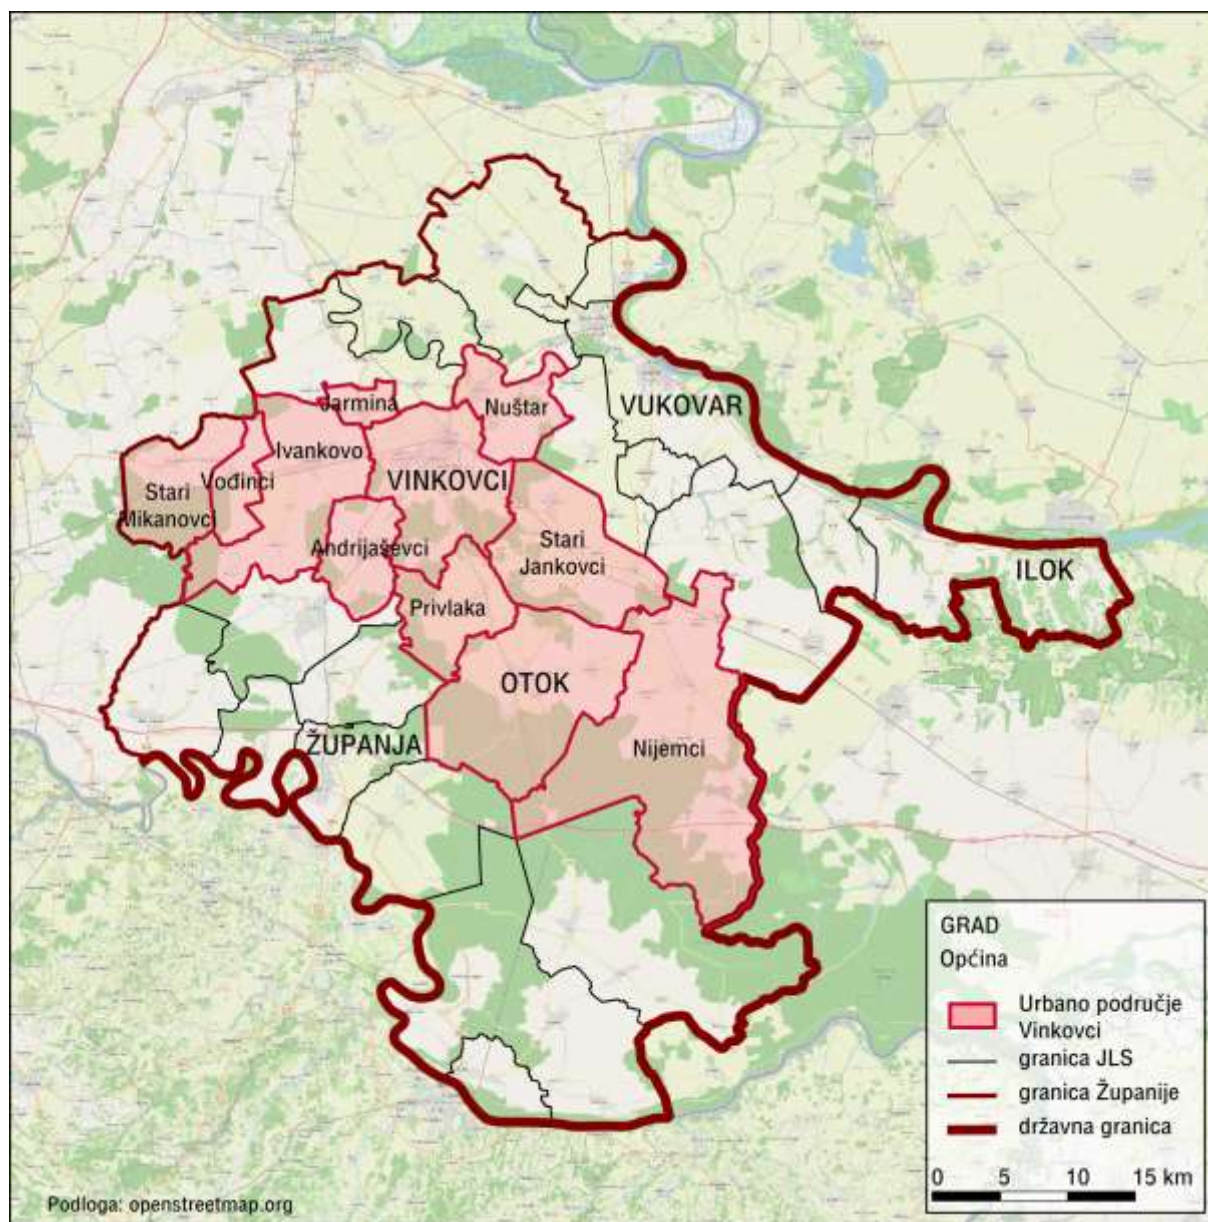 Jarmina
Nuštar
VUKOVAR
Ivankovo
Vođinci
VINKOVCI
Stari
Mikanovci
Andrijaševci
Stari
Jankovci
ILOK
Privlaka
OTOK
ŽUPANJA
Nijemci
GRAD
Općina
Urbano područje
Vinkovci
granica JLS
granica Županije
državna granica
0 5 10 15 km
Podloga: openstreetmap.org